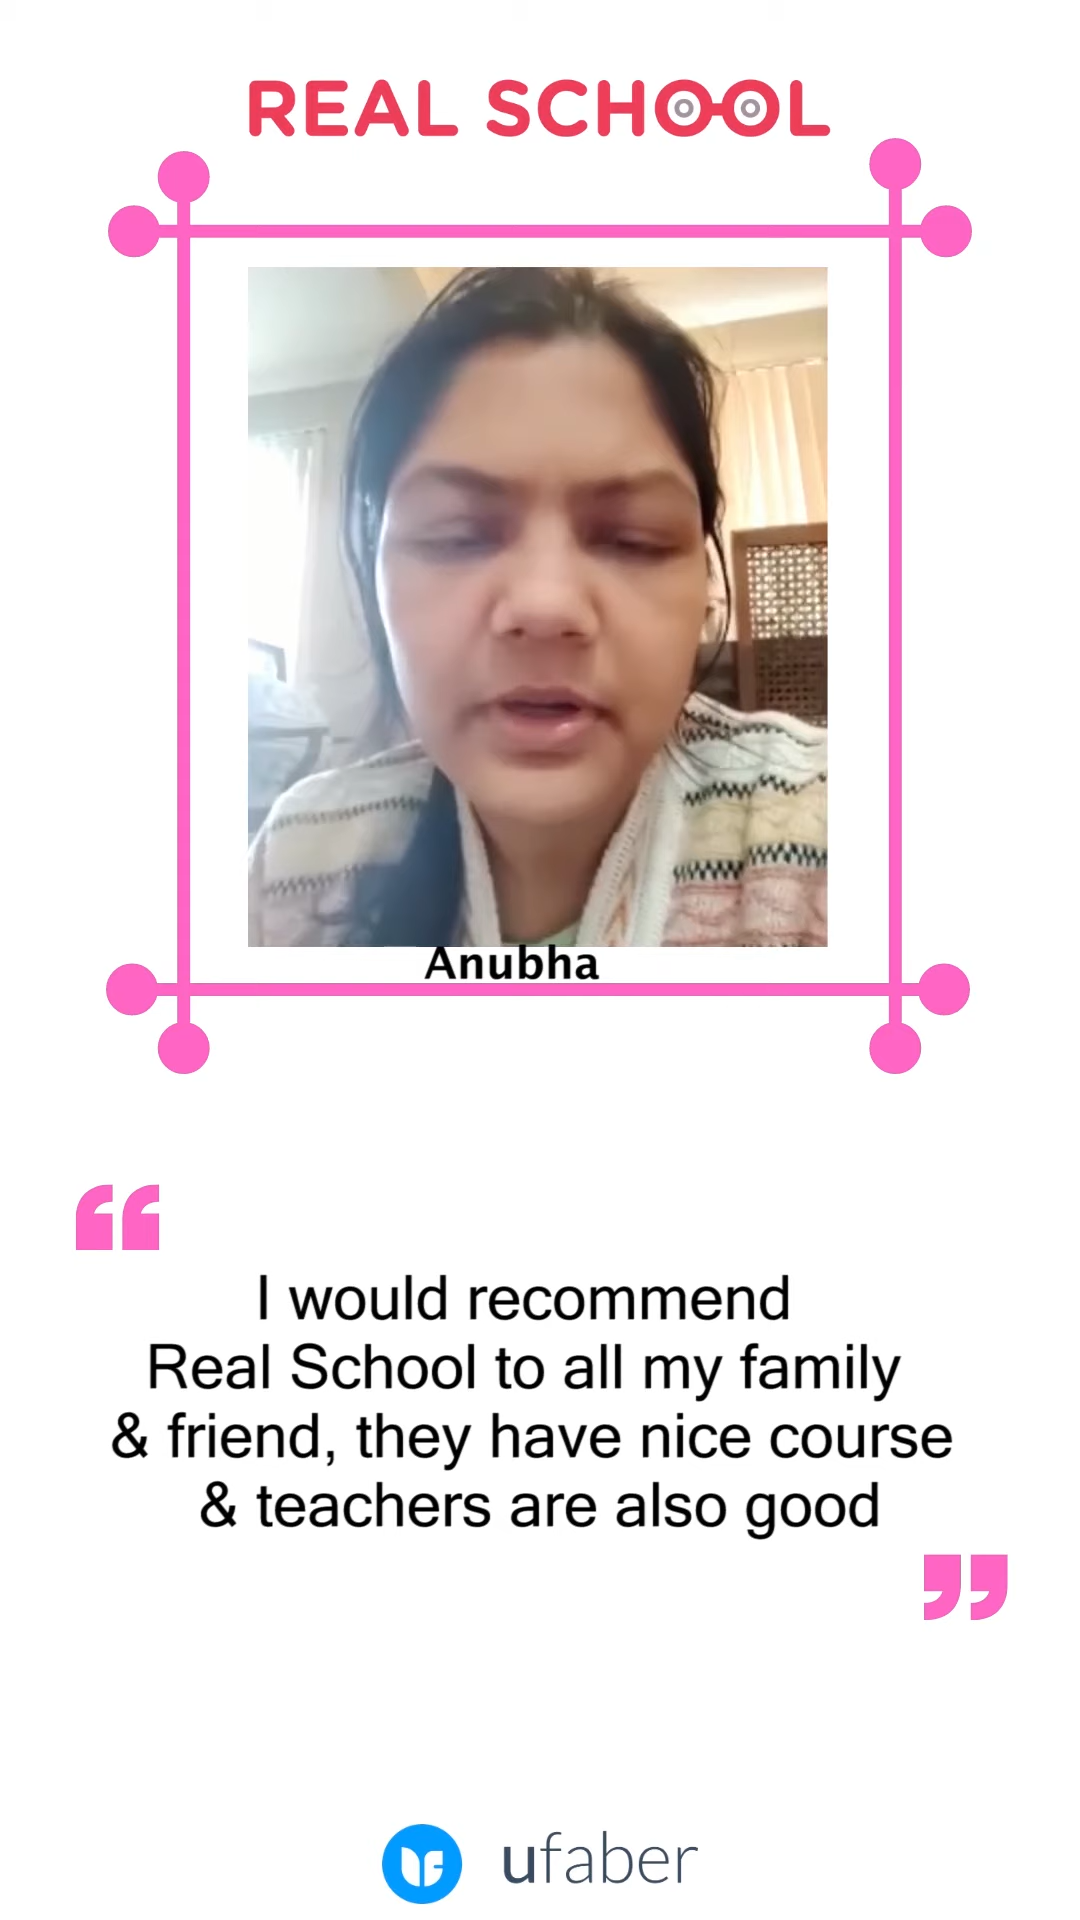 REAL SCHOOL
Anubha
“
I would recommend
Real School to all my family
& friend, they have nice course
& teachers are also good
”
ufaber